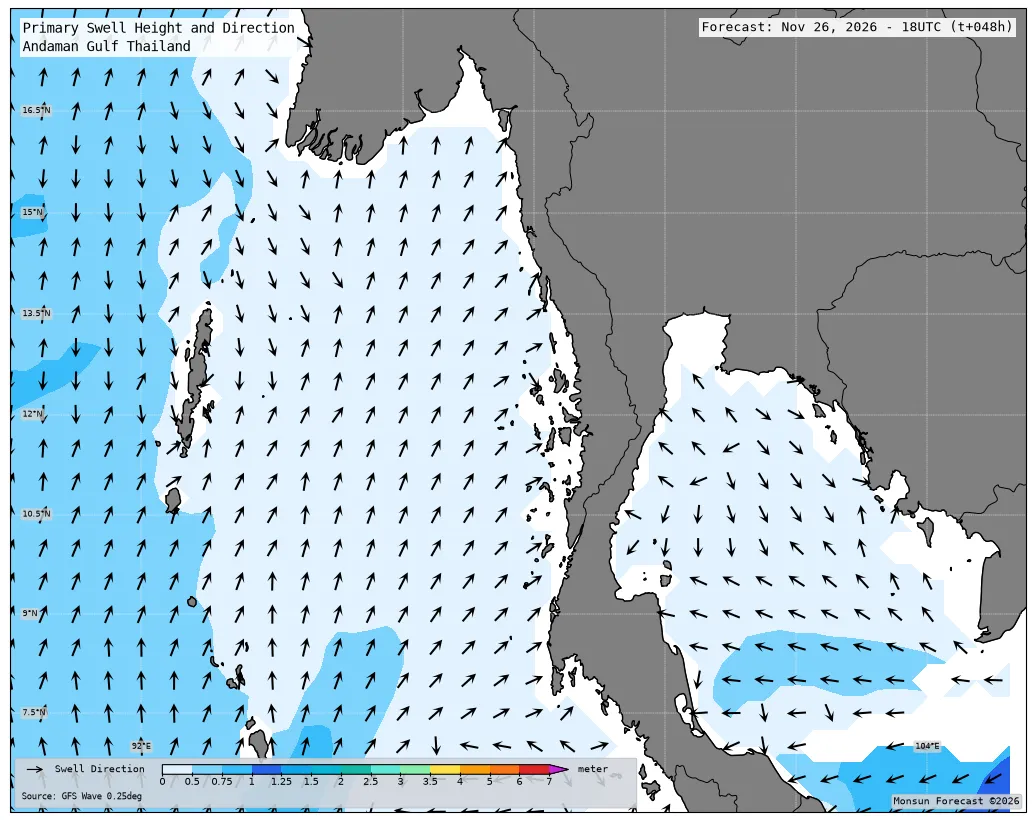 Primary Swell Height and Direction
Andaman Gulf Thailand
Forecast: Nov 26, 2026 - 18UTC (t+048h)
16.5°N
15°N
13.5°N
12°N
10.5°N
9°N
7.5°N
92°E
104°E
Swell Direction
meter
0 0.5 0.75 1 1.25 1.5 2 2.5 3 3.5 4 5 6
Source: GFS Wave 0.25deg
Monsun Forecast ©2026